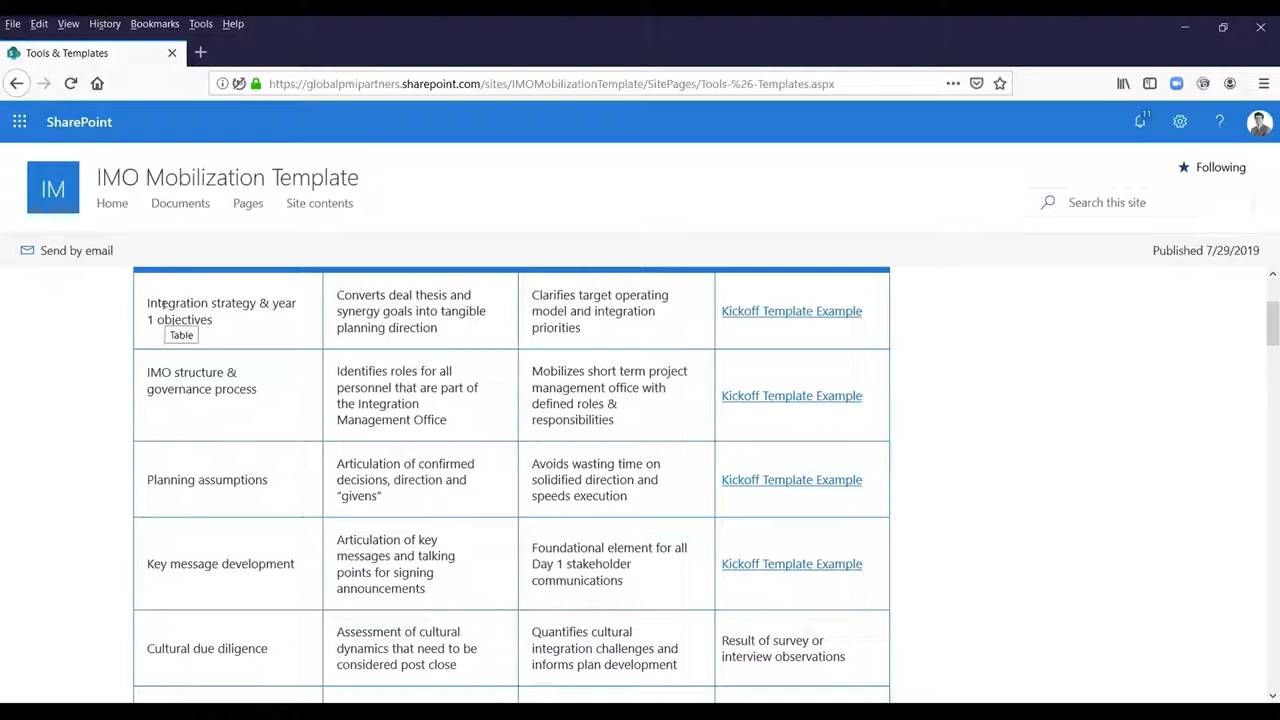 File Edit View History Bookmarks Tools Help
Tools & Templates
https://globalpmipartners.sharepoint.com/sites/IMOMobilizationTemplate/SitePages/Tools-%26-Templates.aspx
SharePoint
11
IM
IMO Mobilization Template
Following
Home Documents Pages Site contents
Search this site
Send by email
Published 7/29/2019
Integration strategy & year
1 objectives
Table
Converts deal thesis and
synergy goals into tangible
planning direction
Clarifies target operating
model and integration
priorities
Kickoff Template Example
IMO structure &
governance process
Identifies roles for all
personnel that are part of
the Integration
Management Office
Mobilizes short term project
management office with
defined roles &
responsibilities
Kickoff Template Example
Planning assumptions
Articulation of confirmed
decisions, direction and
“givens”
Avoids wasting time on
solidified direction and
speeds execution
Kickoff Template Example
Key message development
Articulation of key
messages and talking
points for signing
announcements
Foundational element for all
Day 1 stakeholder
communications
Kickoff Template Example
Cultural due diligence
Assessment of cultural
dynamics that need to be
considered post close
Quantifies cultural
integration challenges and
informs plan development
Result of survey or
interview observations